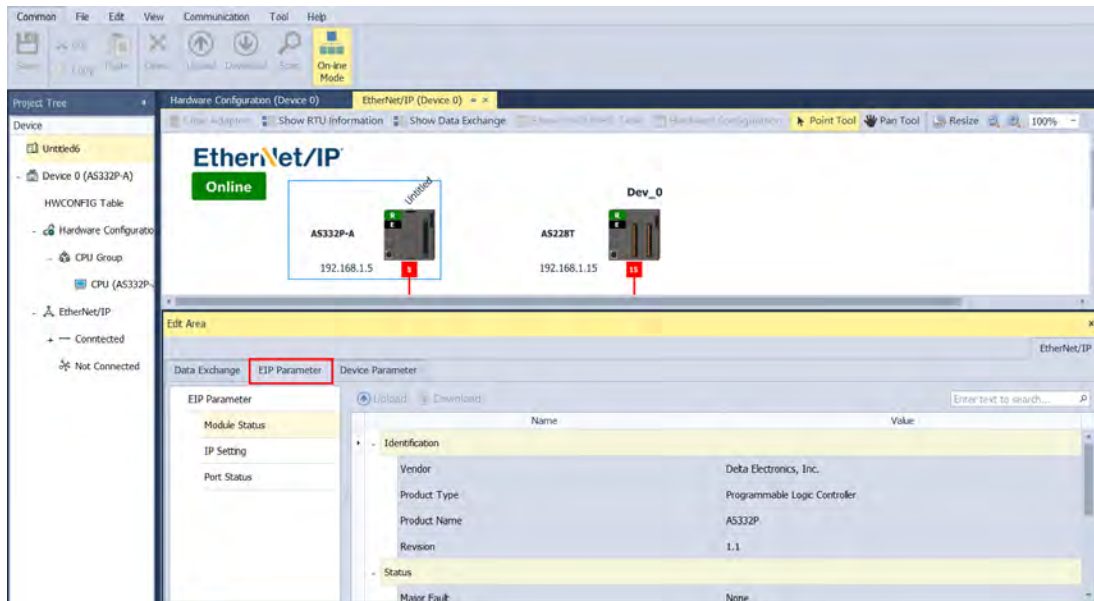 Common File Edit View Communication Tool Help
Save Cut Copy Paste Upload Download Scan On-line Mode
Project Tree
Hardware Configuration (Device 0) EtherNet/IP (Device 0)
Device
Show RTU Information Show Data Exchange Hardware Configuration Point Tool Pan Tool Resize 100%
Untitled6
Device 0 (AS332P-A)
HWCONFIG Table
Hardware Configuratio
CPU Group
CPU (AS332P-
EtherNet/IP
Conntected
Not Connected
EtherNet/IP
Online
Untitled
Dev_0
R R
E E
AS332P-A AS228T
192.168.1.5 5 192.168.1.15 15
Edit Area
EtherNet/IP
Data Exchange EIP Parameter Device Parameter
EIP Parameter
Module Status
IP Setting
Port Status
Upload Download Enter text to search...
Name Value
Identification
Vendor Delta Electronics, Inc.
Product Type Programmable Logic Controller
Product Name AS332P
Revision 1.1
Status
Major Fault None